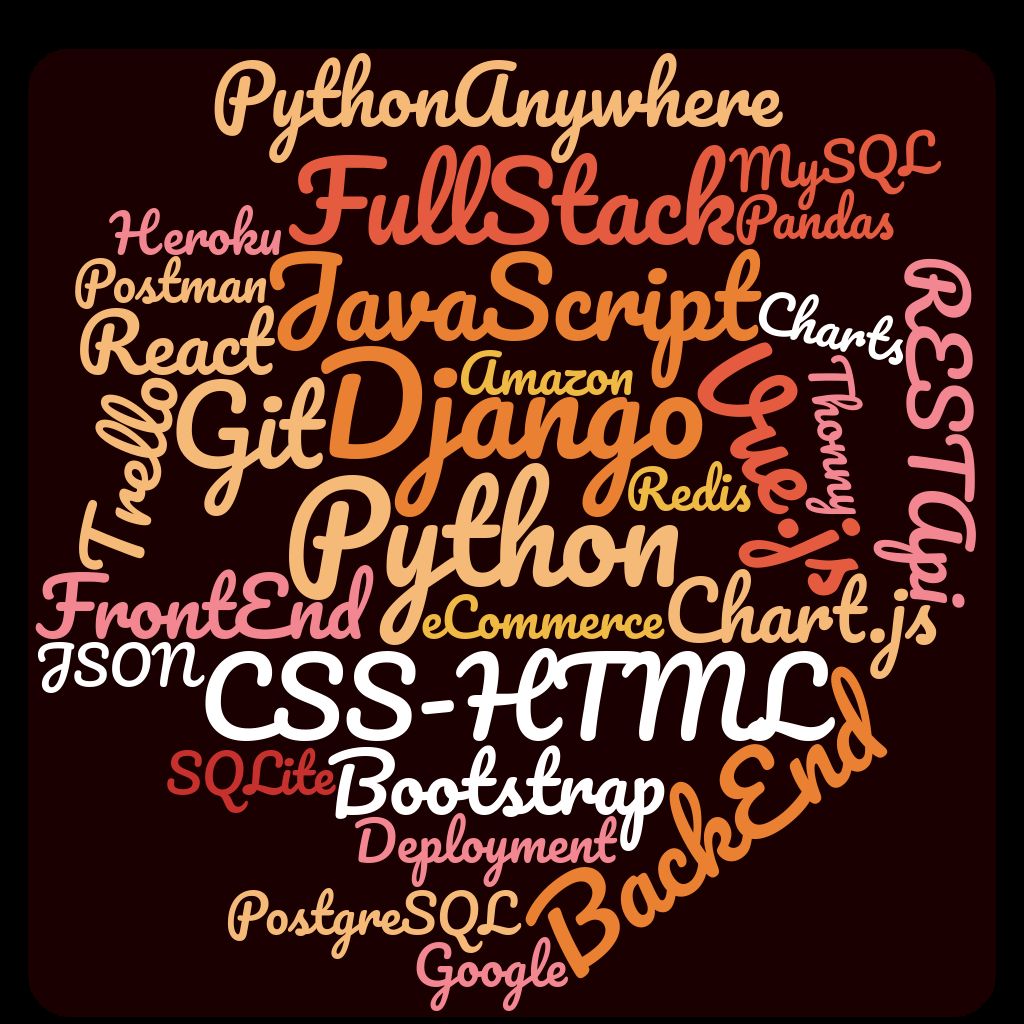 PythonAnywhere
MySQL
FullStack
Pandas
Heroku
Postman
JavaScript
Charts
RESTApi
React
Amazon
Vue.js
Thonny
Trello
Git
Django
Redis
Python
FrontEnd
eCommerce
Chart.js
JSON
CSS-HTML
BackEnd
SQLite
Bootstrap
Deployment
PostgreSQL
Google